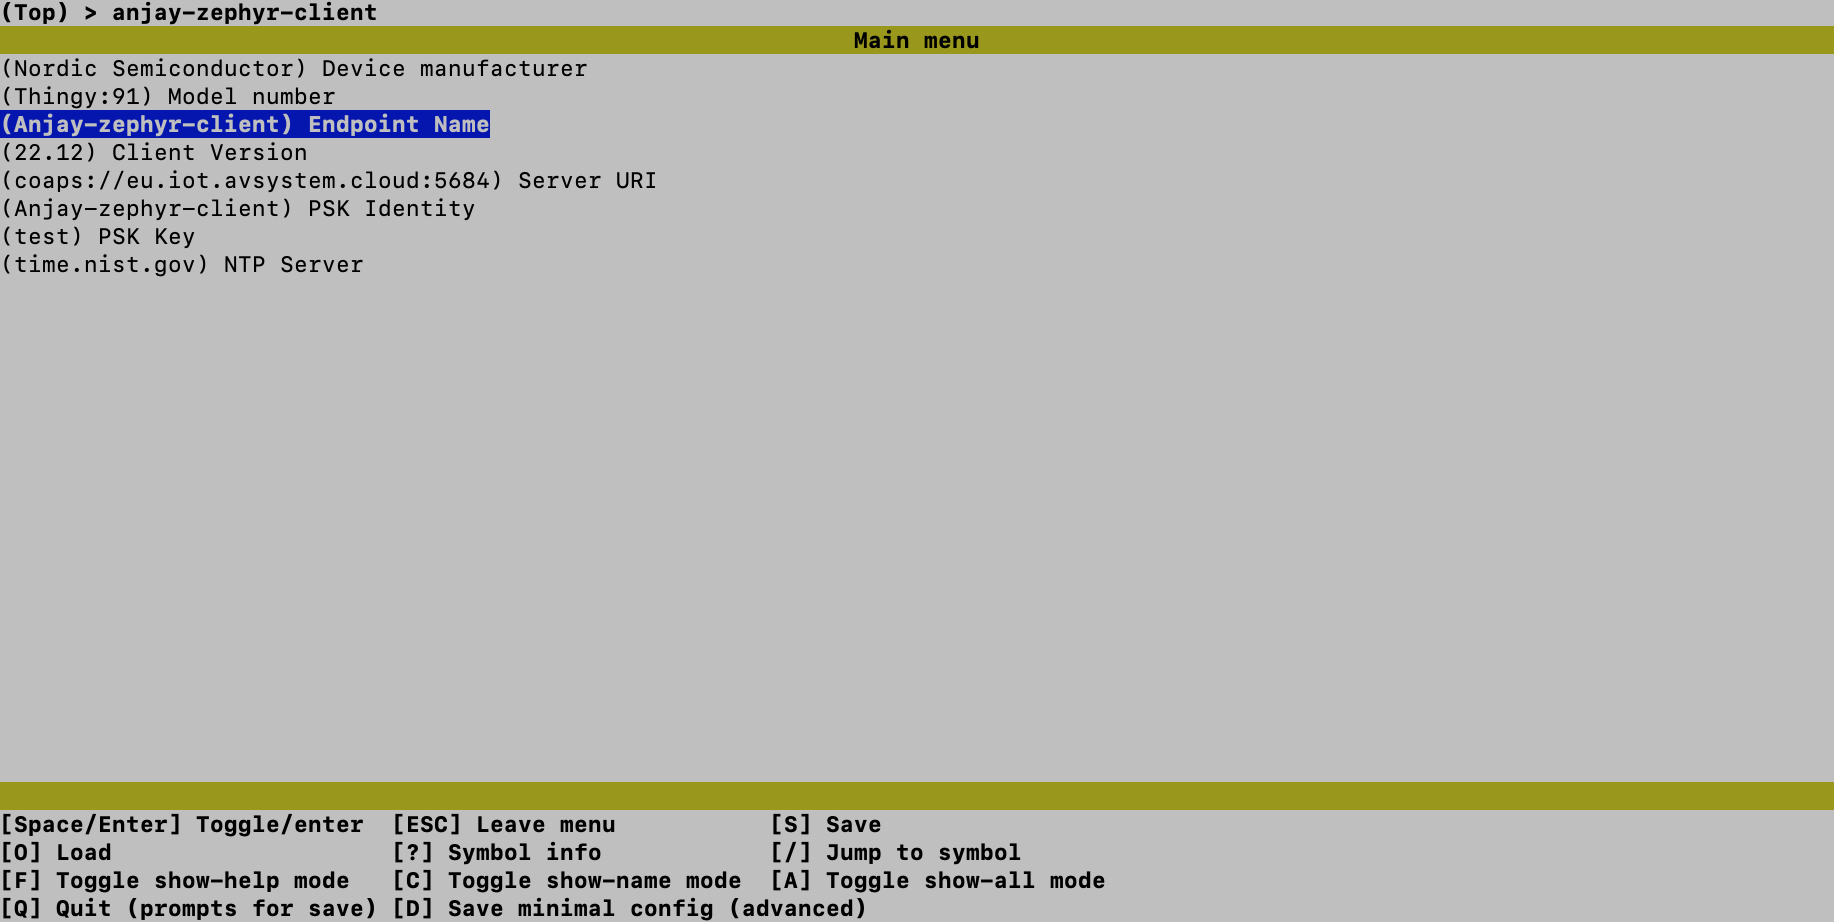 (Top) > anjay-zephyr-client
Main menu
(Nordic Semiconductor) Device manufacturer
(Thingy:91) Model number
(Anjay-zephyr-client) Endpoint Name
(22.12) Client Version
(coaps://eu.iot.avsystem.cloud:5684) Server URI
(Anjay-zephyr-client) PSK Identity
(test) PSK Key
(time.nist.gov) NTP Server
[Space/Enter] Toggle/enter [ESC] Leave menu [S] Save
[O] Load [?] Symbol info [/] Jump to symbol
[F] Toggle show-help mode [C] Toggle show-name mode [A] Toggle show-all mode
[Q] Quit (prompts for save) [D] Save minimal config (advanced)